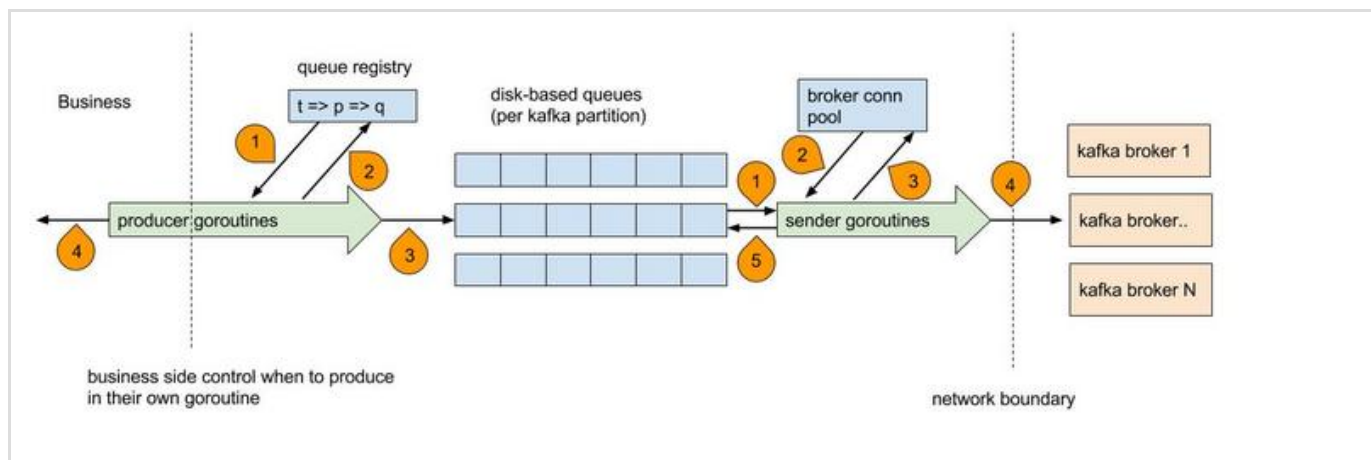 queue registry
Business
t => p => q
disk-based queues
(per kafka partition)
broker conn
pool
1
2
2
3
1
4
kafka broker 1
producer goroutines
sender goroutines
kafka broker..
4
3
5
kafka broker N
business side control when to produce
in their own goroutine
network boundary